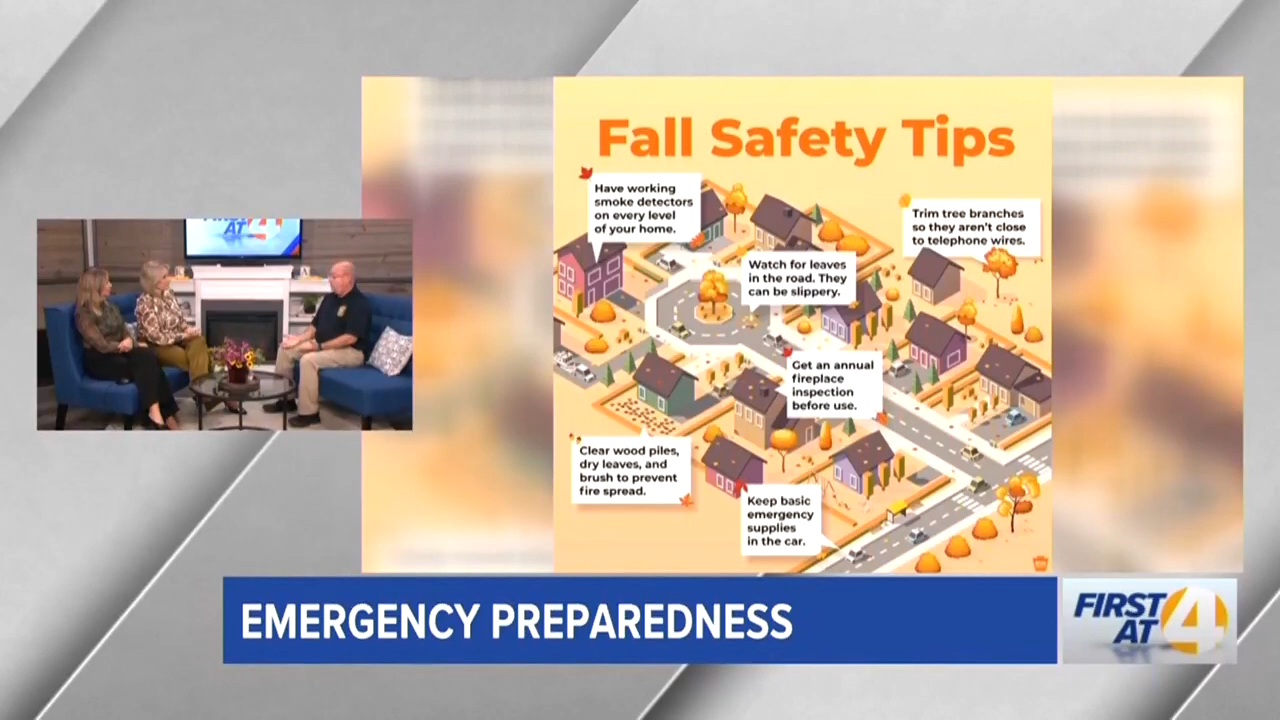 Fall Safety Tips
Have working
smoke detectors
on every level
of your home.
Trim tree branches
so they aren't close
to telephone wires.
Watch for leaves
in the road. They
can be slippery.
Get an annual
fireplace
inspection
before use.
Clear wood piles,
dry leaves, and
brush to prevent
fire spread.
Keep basic
emergency
supplies
in the car.
FIRST
AT 4
EMERGENCY PREPAREDNESS
FIRST
AT 4